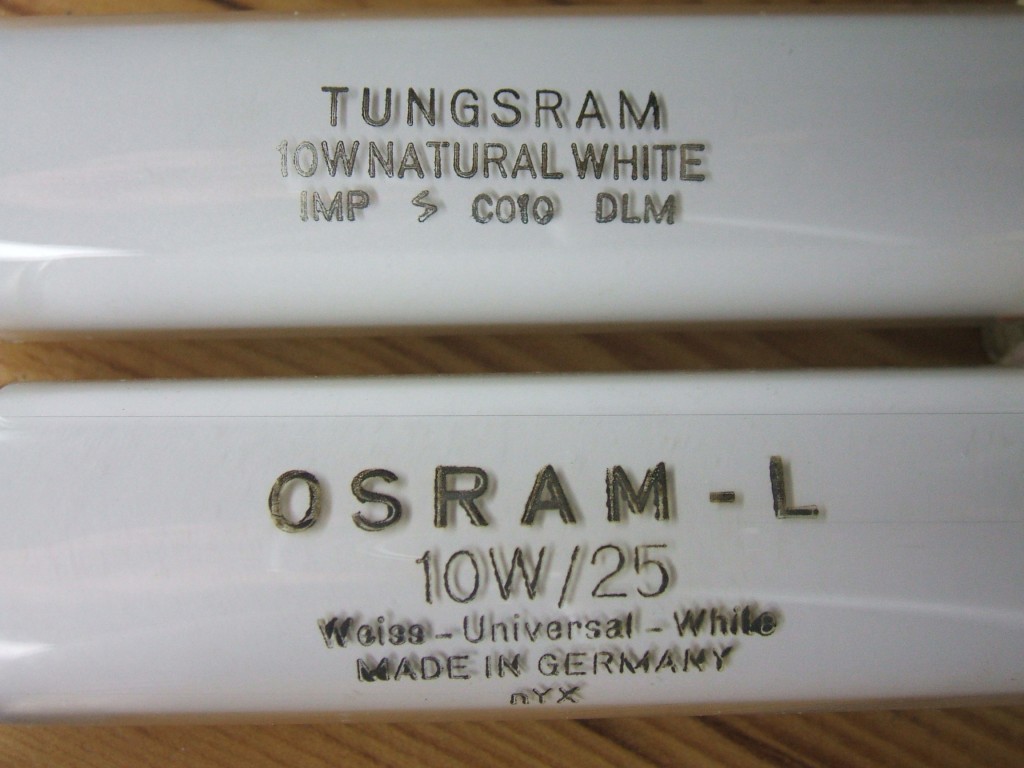 TUNGSRAM
10W NATURAL WHITE
IMP S C010 DLM
OSRAM - L
10W/25
Weiss - Universal - White
MADE IN GERMANY
nYX